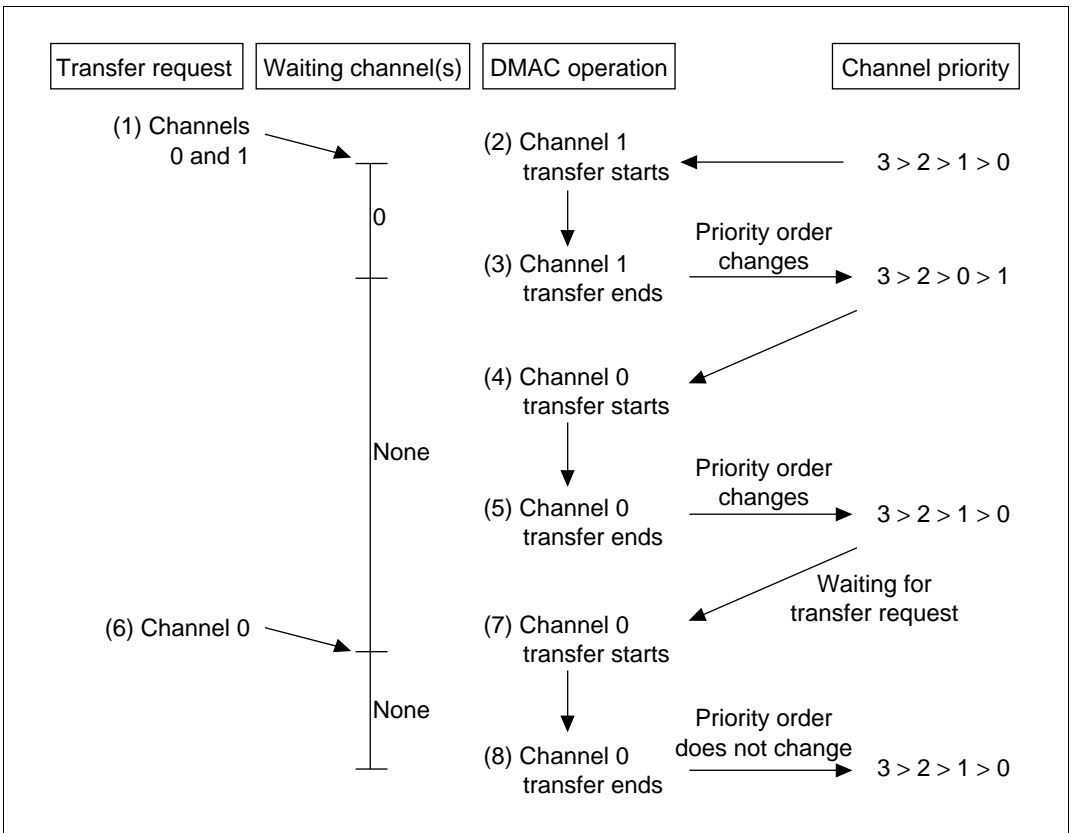 Transfer request
Waiting channel(s)
DMAC operation
Channel priority
(1) Channels
0 and 1
(2) Channel 1
transfer starts
3 > 2 > 1 > 0
0
(3) Channel 1
transfer ends
Priority order
changes
3 > 2 > 0 > 1
(4) Channel 0
transfer starts
None
(5) Channel 0
transfer ends
Priority order
changes
3 > 2 > 1 > 0
Waiting for
transfer request
(6) Channel 0
(7) Channel 0
transfer starts
None
(8) Channel 0
transfer ends
Priority order
does not change
3 > 2 > 1 > 0